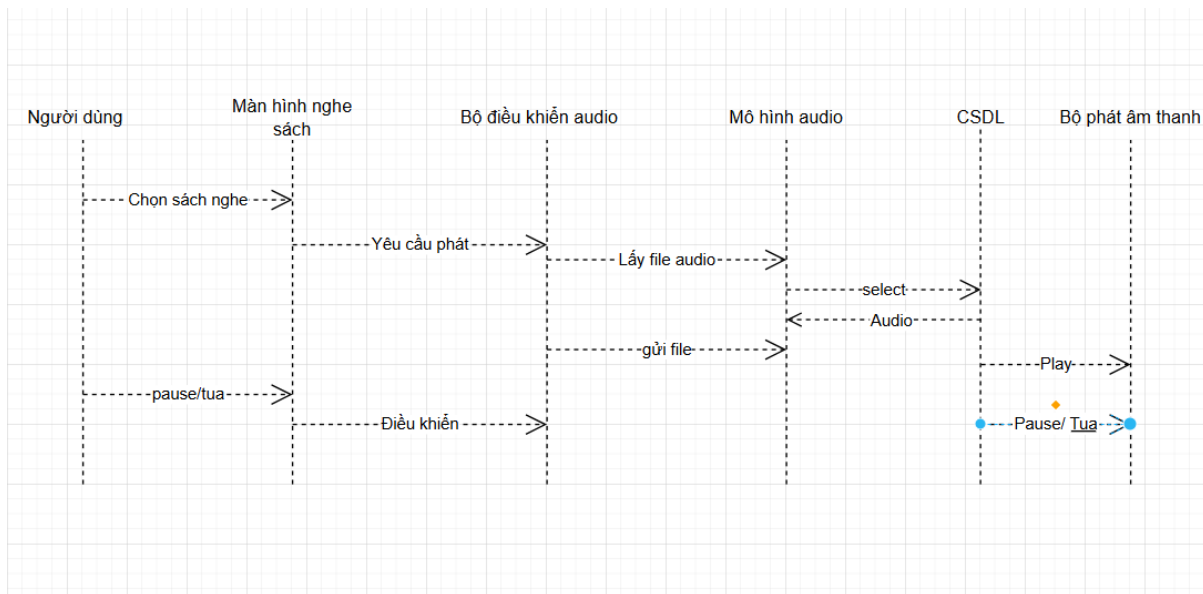 Người dùng
Màn hình nghe
sách
Bộ điều khiển audio
Mô hình audio
CSDL
Bộ phát âm thanh
Chọn sách nghe
Yêu cầu phát
Lấy file audio
select
Audio
gửi file
Play
pause/tua
Điều khiển
Pause/ Tua